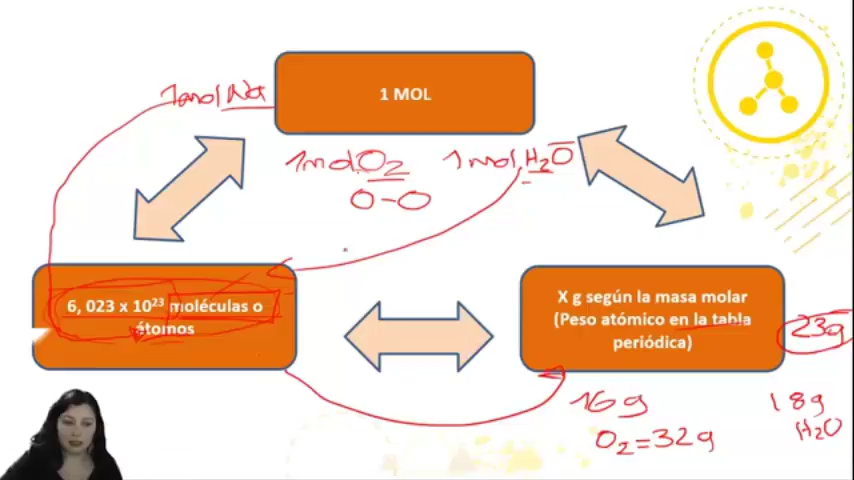 1 MOL
1mol Na
1mol O2
O-O
1mol H2O
6, 023 x 10²³ moléculas o
átomos
X g según la masa molar
(Peso atómico en la tabla
periódica)
23g
16g
O2=32g
18g
H2O